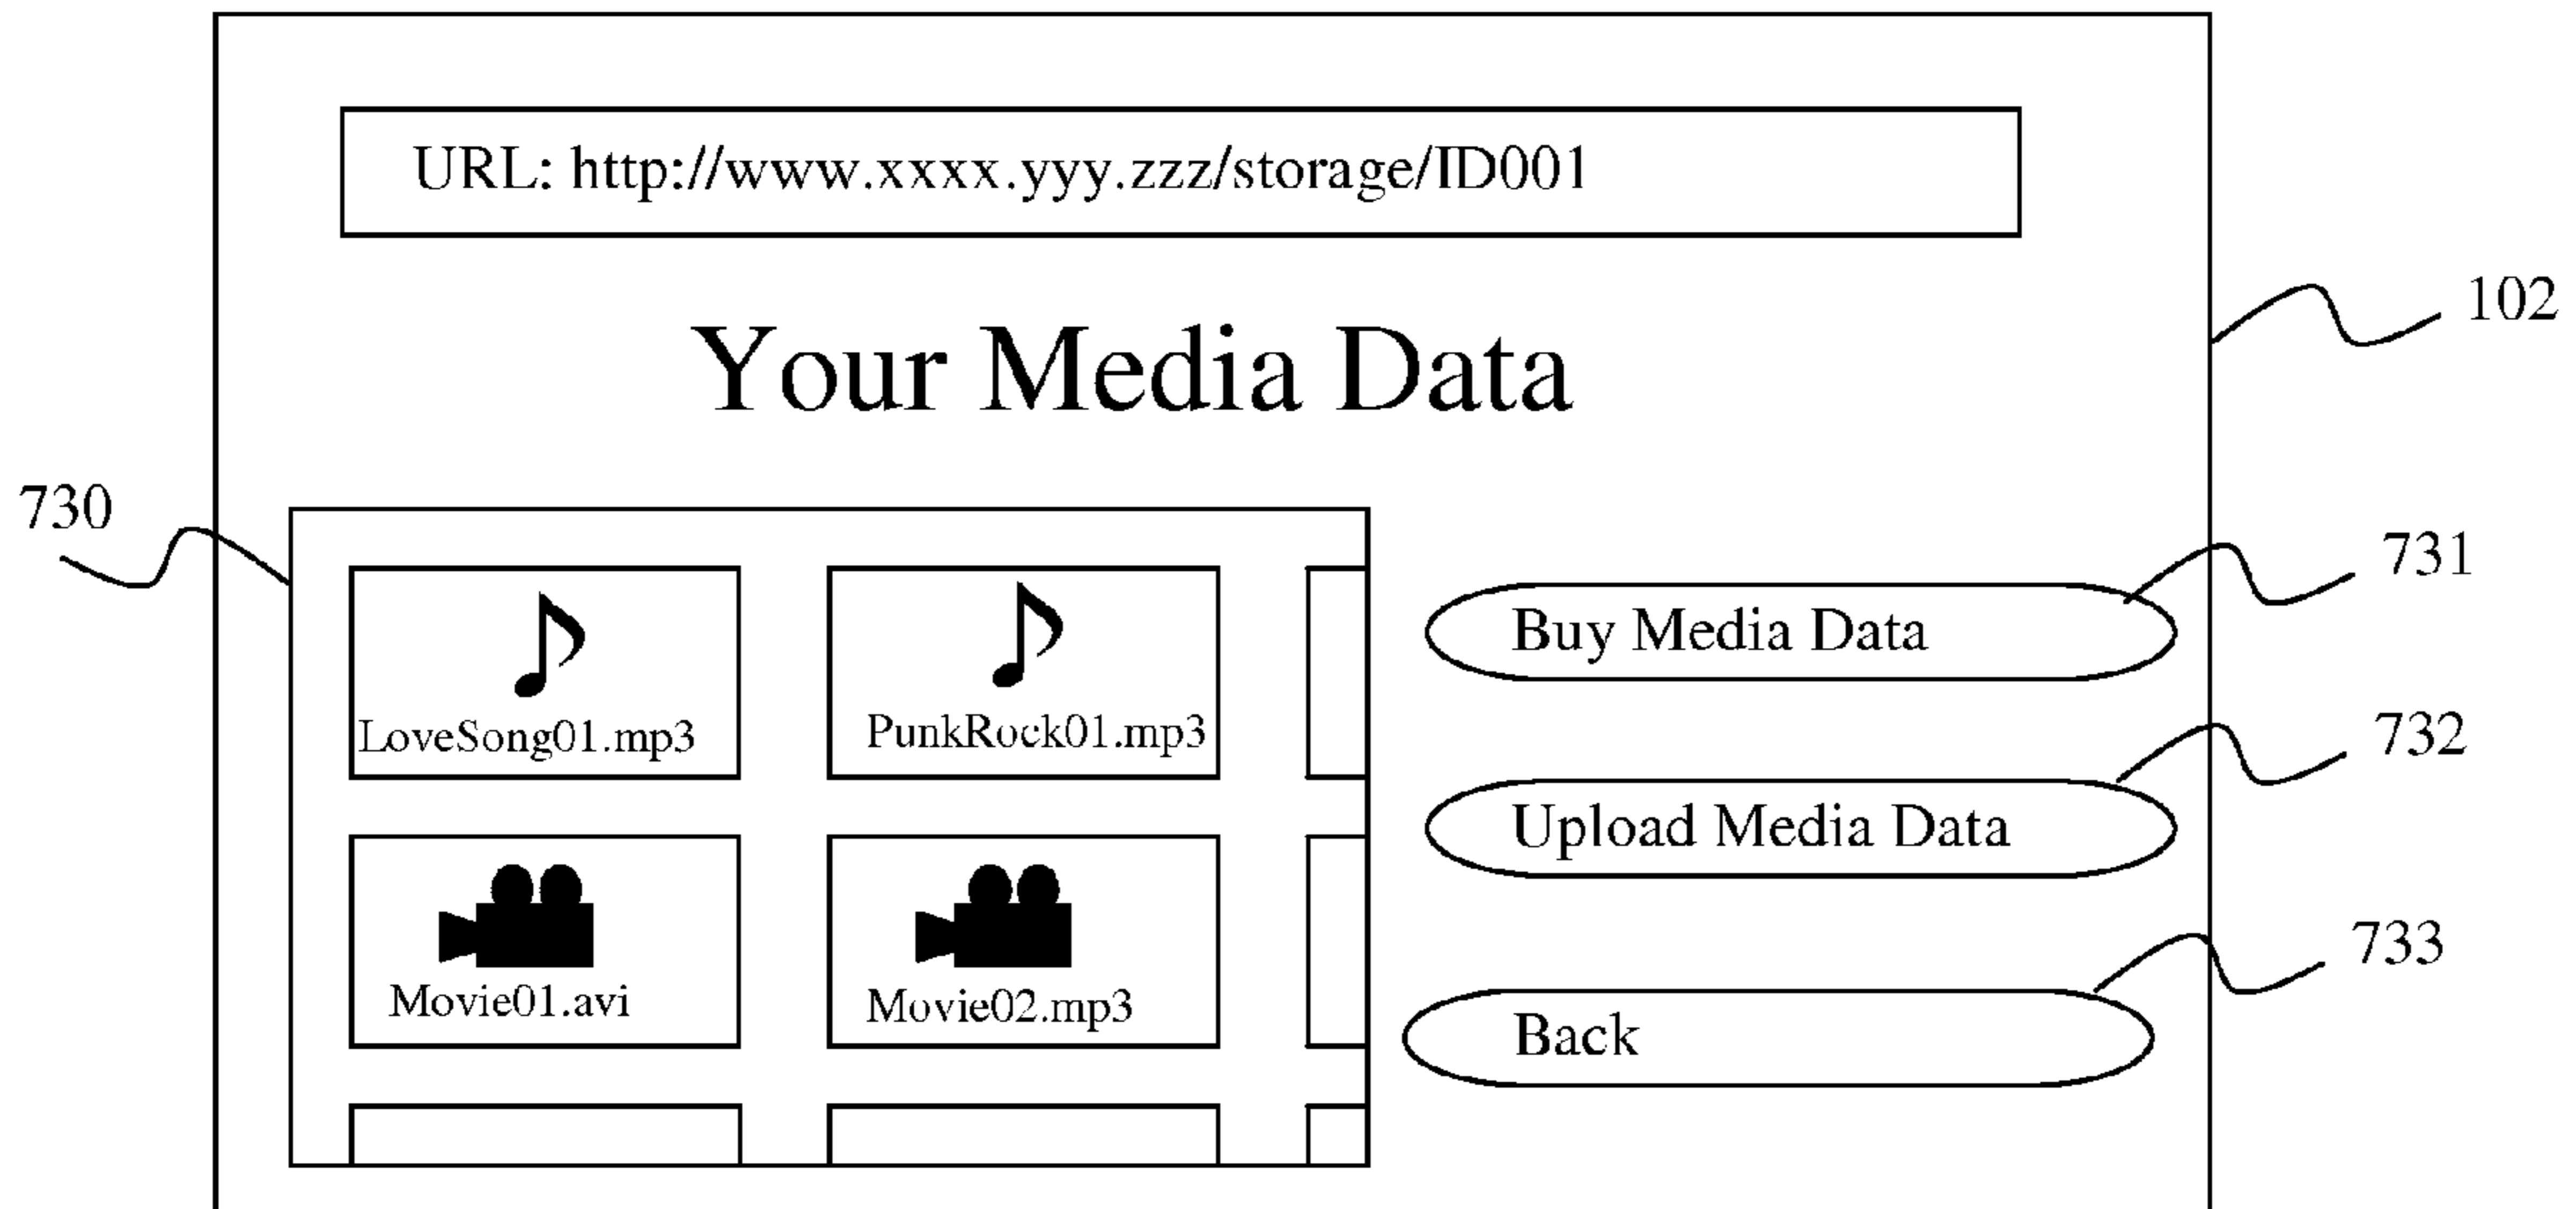 URL: http://www.xxxx.yyy.zzz/storage/ID001
102
Your Media Data
730
731
Buy Media Data
LoveSong01.mp3
PunkRock01.mp3
732
Upload Media Data
733
Movie01.avi
Movie02.mp3
Back